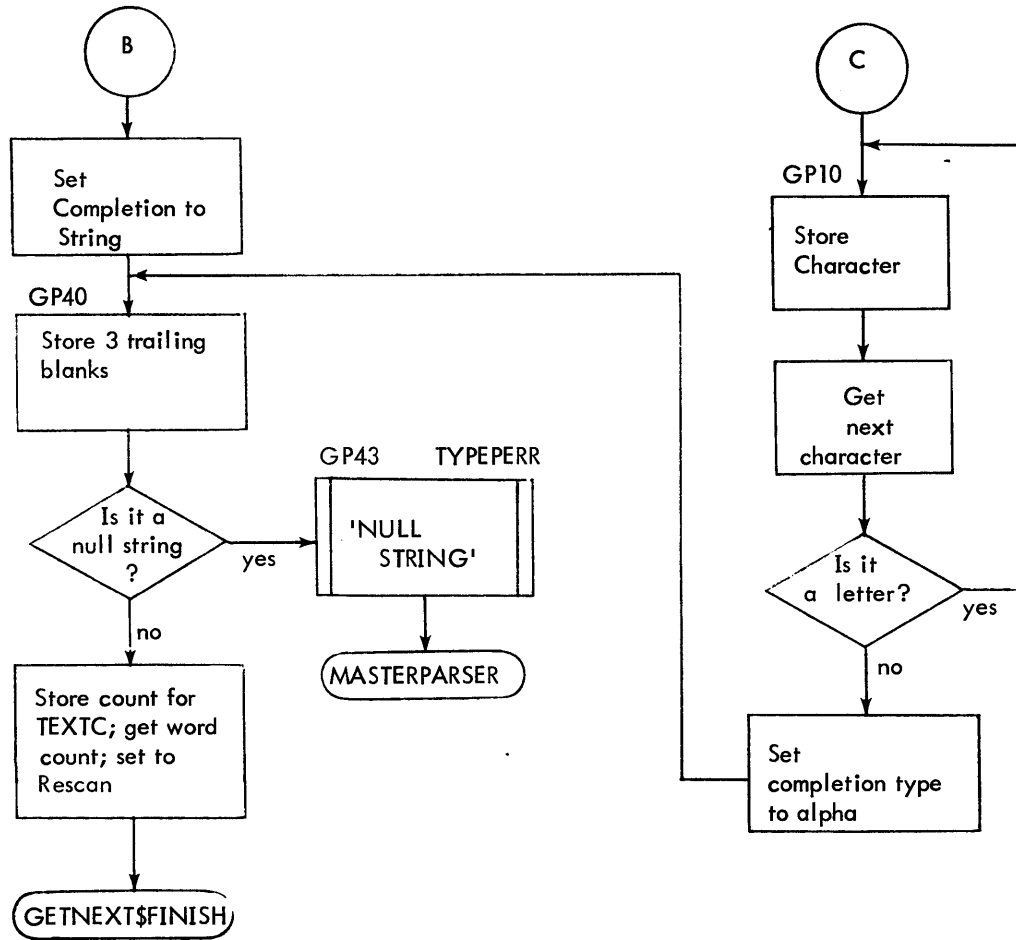 B
Set
Completion to
String
GP40
Store 3 trailing
blanks
Is it a
null string
?
yes
no
GP43 TYPEPERR
'NULL
STRING'
MASTERPARSER
Store count for
TEXTC; get word
count; set to
Rescan
GETNEXT$FINISH
C
GP10
Store
Character
Get
next
character
Is it
a letter?
yes
no
Set
completion type
to alpha